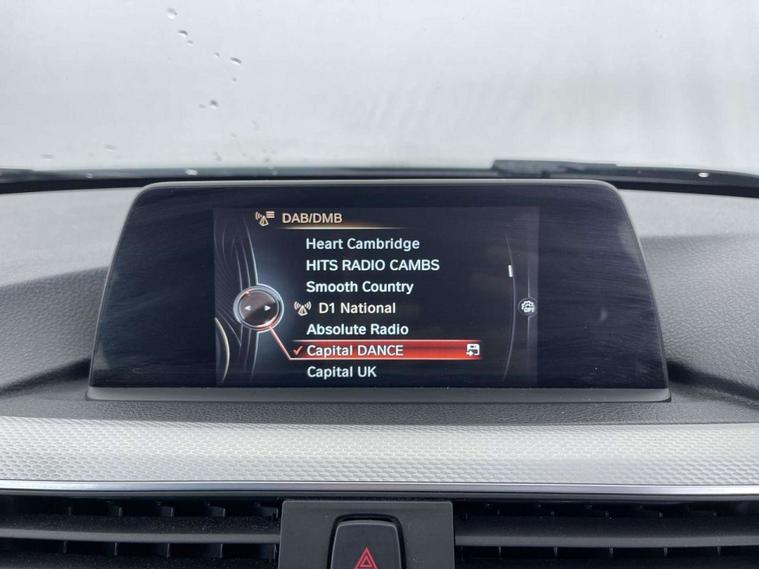 DAB/DMB
Heart Cambridge
HITS RADIO CAMBS
Smooth Country
D1 National
Absolute Radio
Capital DANCE
Capital UK